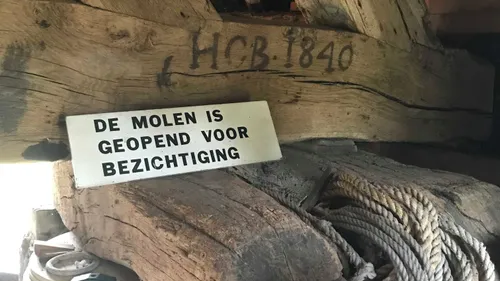 HCB. 1840
DE MOLEN IS
GEOPEND VOOR
BEZICHTIGING